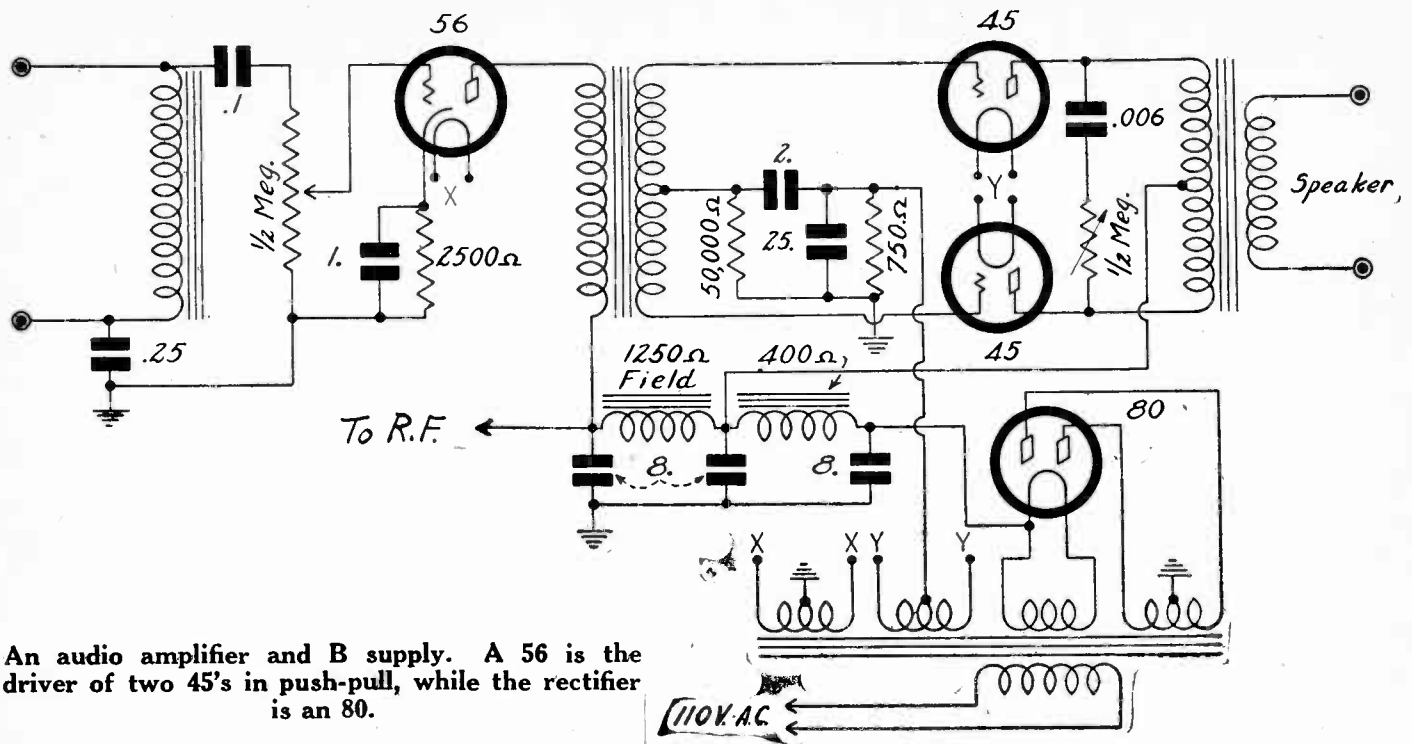 56
45
.1
1/2 Meg.
X
1.
2500Ω
.25
2.
50,000Ω
25.
750Ω
Y
.006
1/2 Meg.
Speaker,
45
1250Ω
Field
400Ω,
80
To R.F.
8.
8.
X X Y Y
110V. A.C.
An audio amplifier and B supply. A 56 is the
driver of two 45's in push-pull, while the rectifier
is an 80.